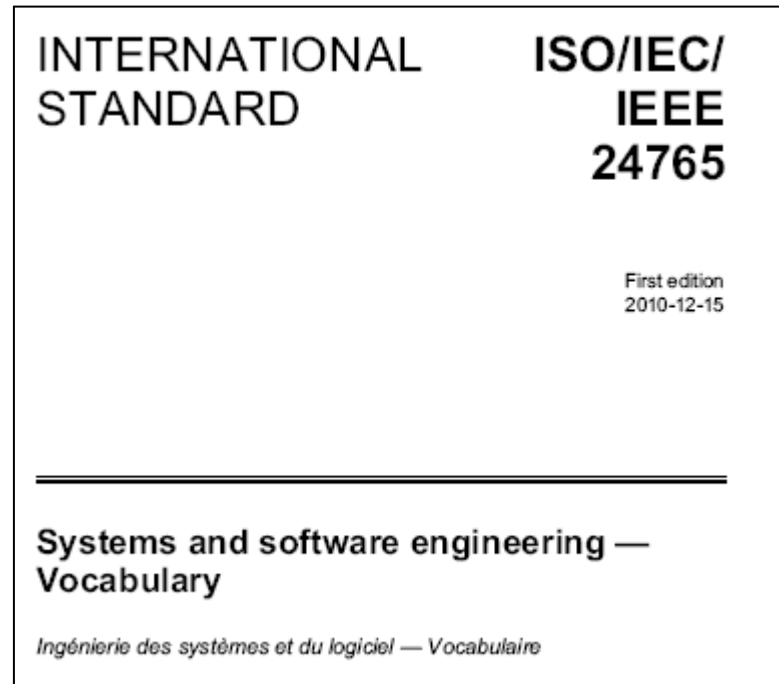 INTERNATIONAL
STANDARD
ISO/IEC/
IEEE
24765
First edition
2010-12-15
Systems and software engineering —
Vocabulary
Ingénierie des systèmes et du logiciel — Vocabulaire